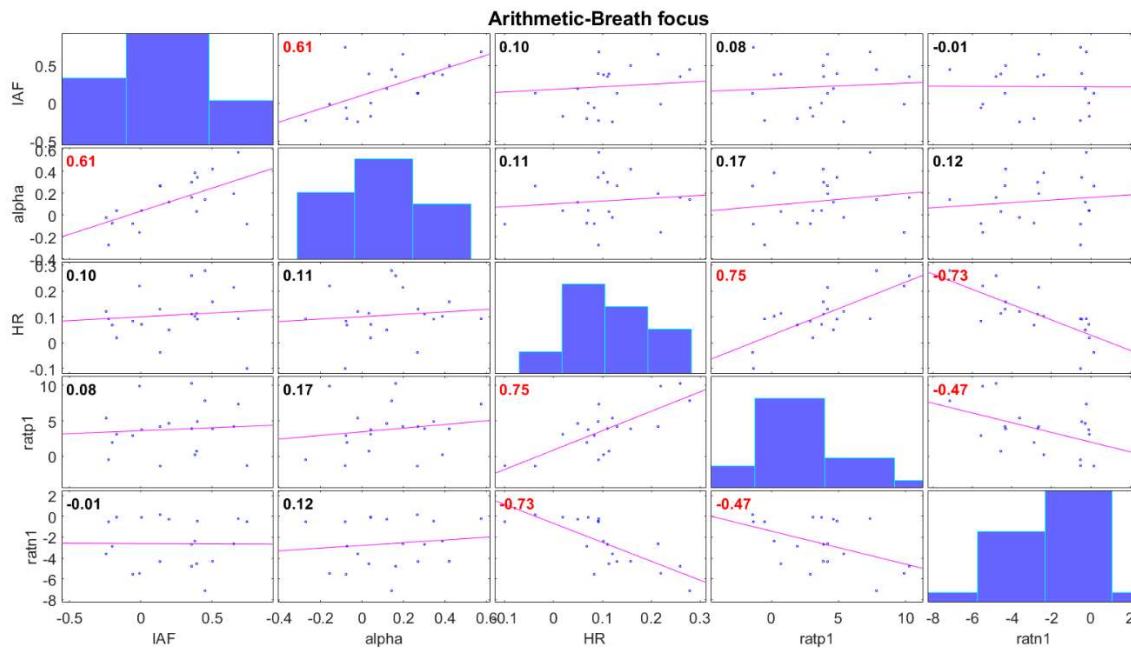 Arithmetic-Breath focus
IAF 0.5 0 -0.5 0.61 0.10 0.08 -0.01
alpha 0.6 0.4 0.2 0 -0.2 -0.4 0.61 0.11 0.17 0.12
HR 0.3 0.2 0.1 0 -0.1 0.10 0.11 0.75 -0.73
ratp1 10 5 0 0.08 0.17 0.75 -0.47
ratn1 2 0 -2 -4 -6 -8 -0.01 0.12 -0.73 -0.47
-0.5 0 0.5 -0.4 -0.2 0 0.2 0.4 0.6 -0.1 0 0.1 0.2 0.3 0 5 10 -8 -6 -4 -2 0 2
IAF alpha HR ratp1 ratn1